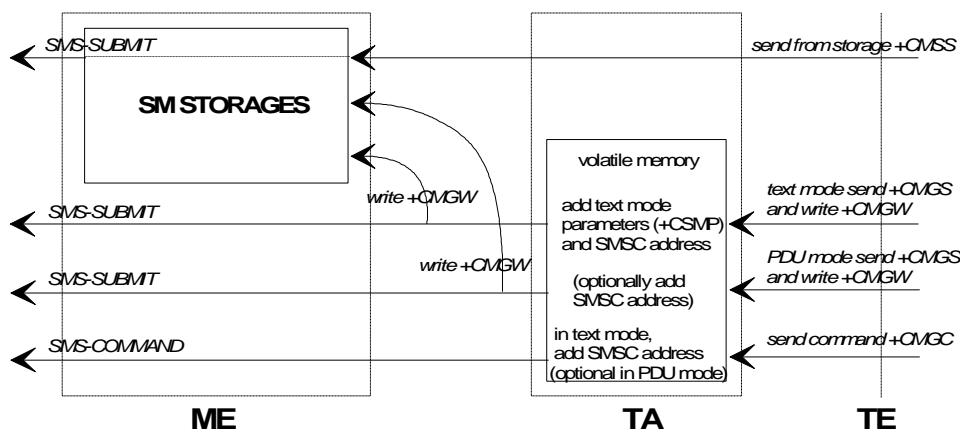 SMS-SUBMIT
send from storage +CMSS
SM STORAGES
volatile memory
write +CMGW
text mode send +CMGS
and write +CMGW
SMS-SUBMIT
add text mode
parameters (+CSMP)
and SMSC address
write +CMGW
PDU mode send +CMGS
and write +CMGW
SMS-SUBMIT
(optionally add
SMSC address)
SMS-COMMAND
in text mode,
add SMSC address
(optional in PDU mode)
send command +CMGC
ME
TA
TE